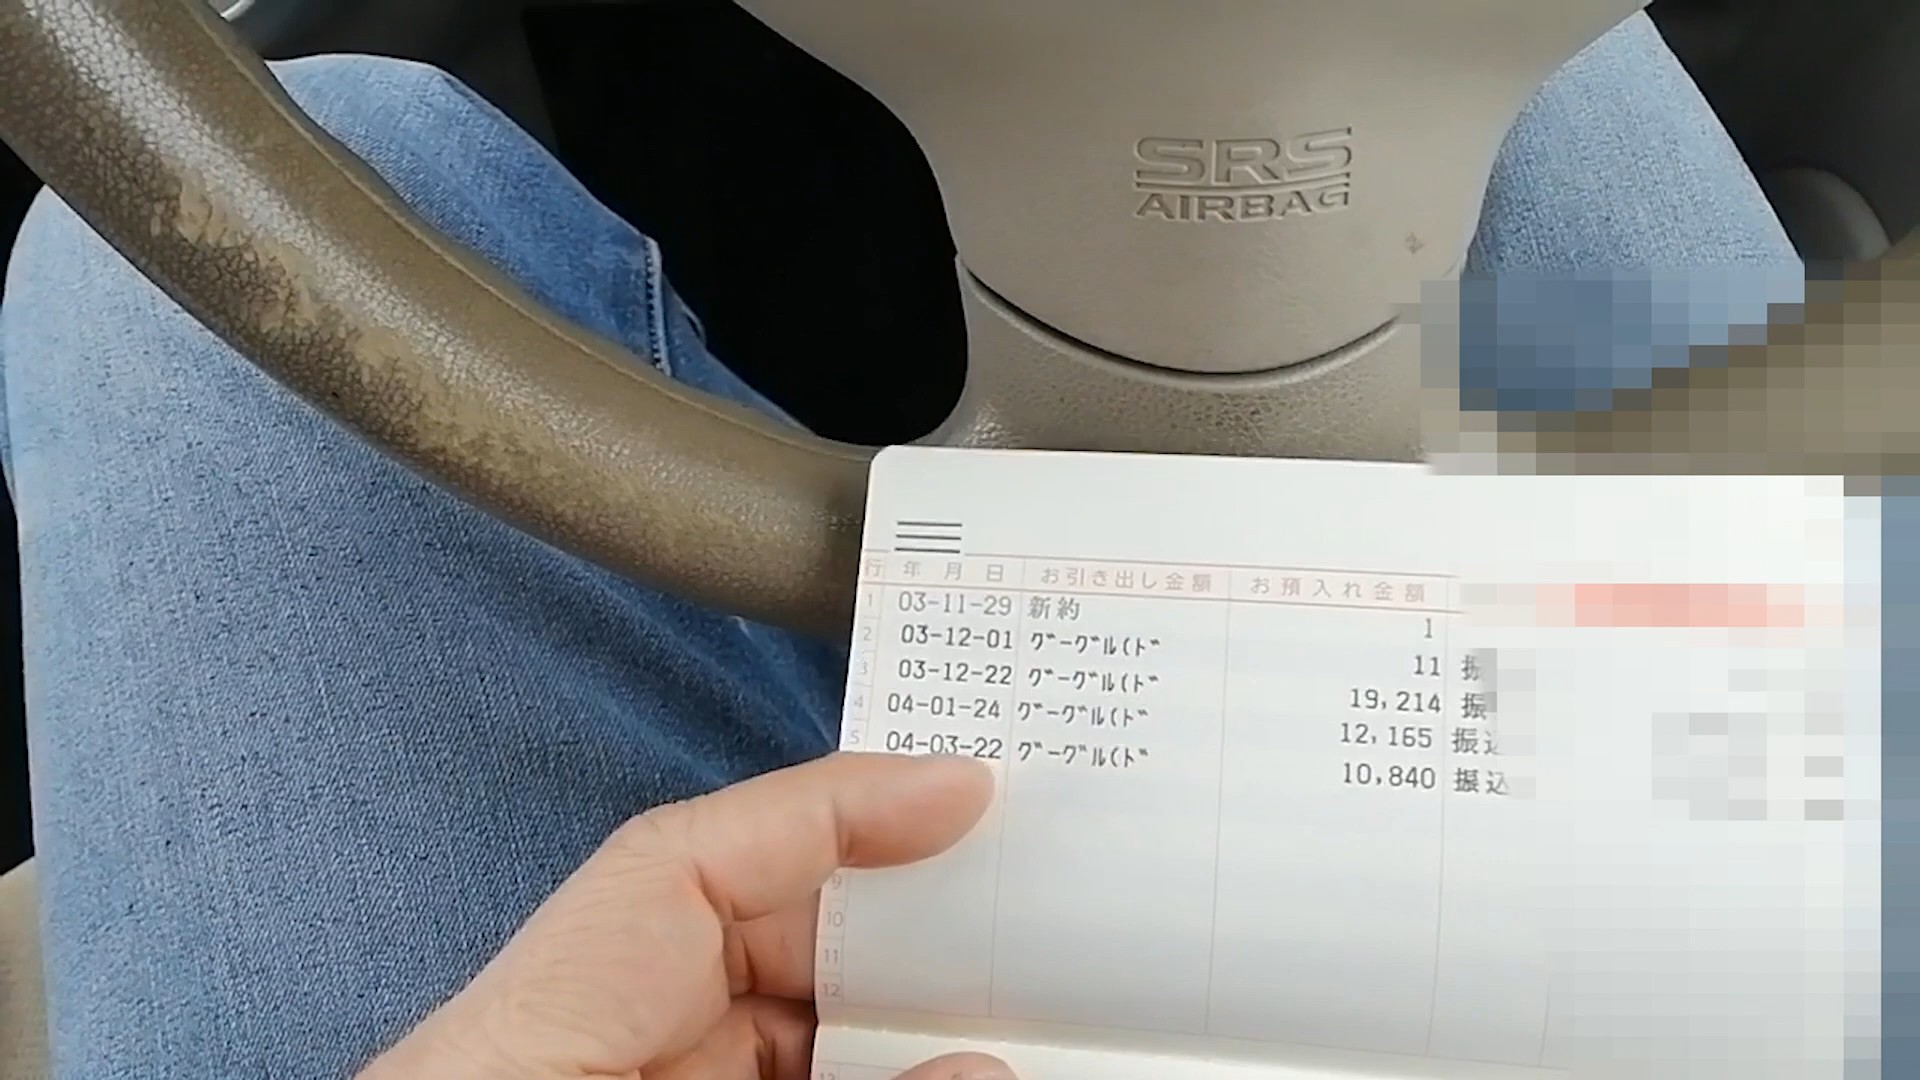 SRS
AIRBAG
行 年 月 日 お引き出し金額 お預入れ金額
1 03-11-29 新約 1
2 03-12-01 グーグル(ド 11 振
3 03-12-22 グーグル(ド 19,214 振
4 04-01-24 グーグル(ド 12,165 振込
5 04-03-22 グーグル(ド 10,840 振込
9
10
11
12
13